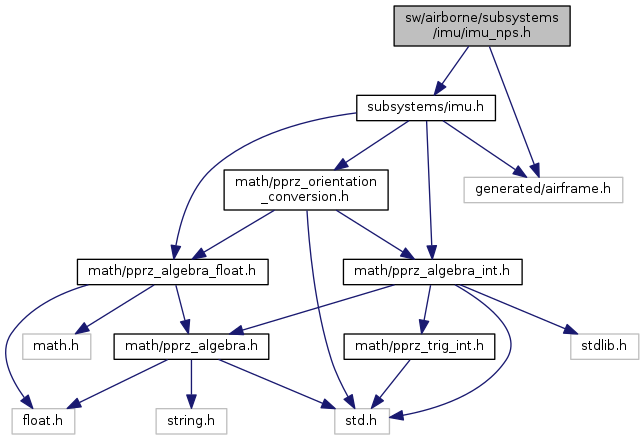 sw/airborne/subsystems
/imu/imu_nps.h
subsystems/imu.h
math/pprz_orientation
_conversion.h
generated/airframe.h
math/pprz_algebra_float.h
math/pprz_algebra_int.h
math.h
math/pprz_algebra.h
math/pprz_trig_int.h
stdlib.h
float.h
string.h
std.h